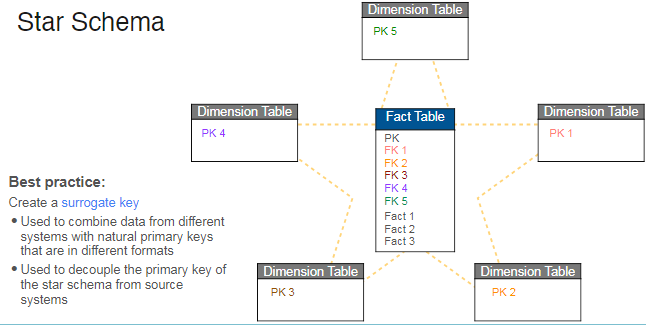 Star Schema
Dimension Table
PK 5
Dimension Table
PK 4
Fact Table
PK
FK 1
FK 2
FK 3
FK 4
FK 5
Fact 1
Fact 2
Fact 3
Dimension Table
PK 1
Best practice:
Create a surrogate key
• Used to combine data from different
systems with natural primary keys
that are in different formats
• Used to decouple the primary key of
the star schema from source
systems
Dimension Table
PK 3
Dimension Table
PK 2